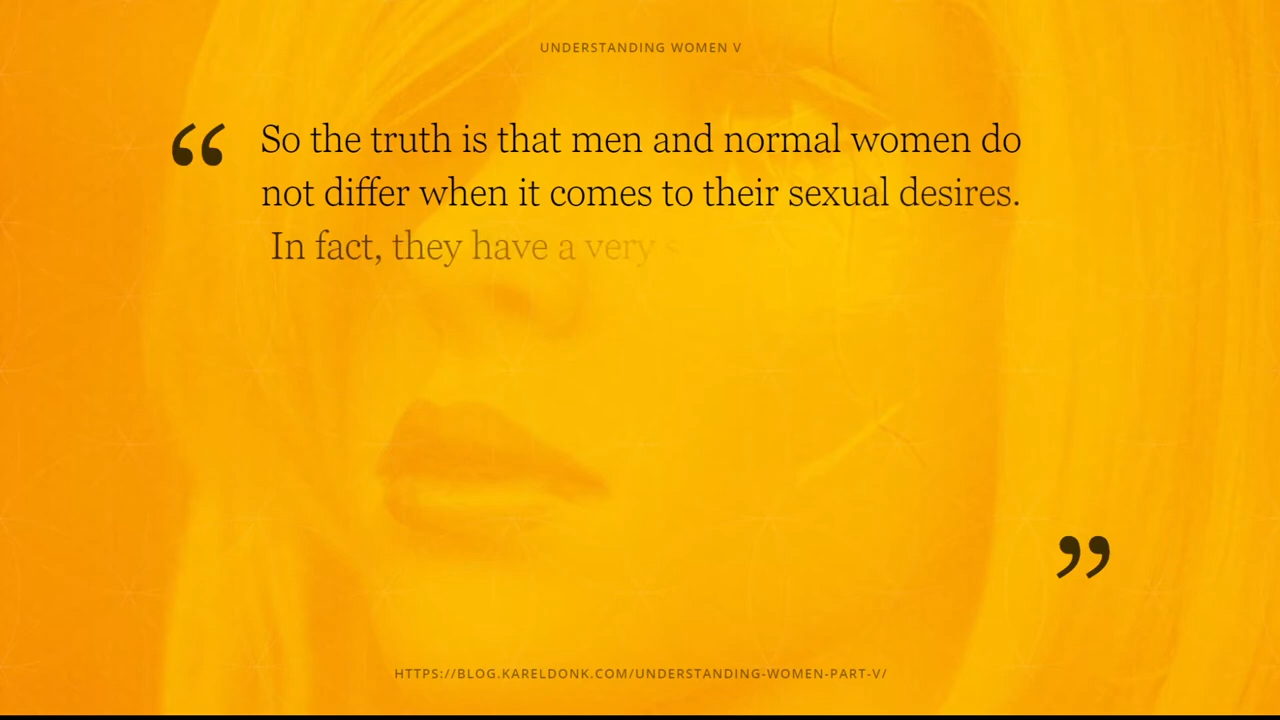 UNDERSTANDING WOMEN V
“ So the truth is that men and normal women do
not differ when it comes to their sexual desires.
In fact, they have a very
”
HTTPS://BLOG.KARELDONK.COM/UNDERSTANDING-WOMEN-PART-V/